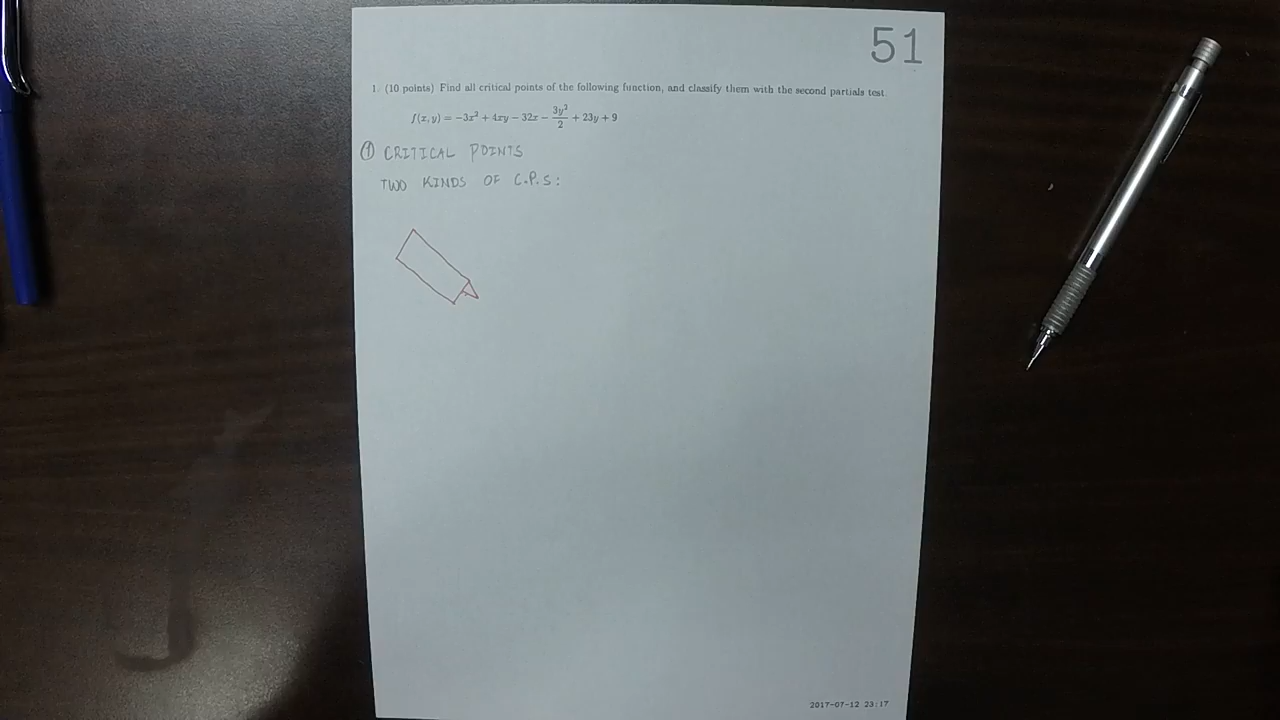 51
1. (10 points) Find all critical points of the following function, and classify them with the second partials test.
f(x, y) = −3x² + 4xy − 32x − 3y²/2 + 23y + 9
① CRITICAL POINTS
TWO KINDS OF C.P.S:
2017-07-12 23:17